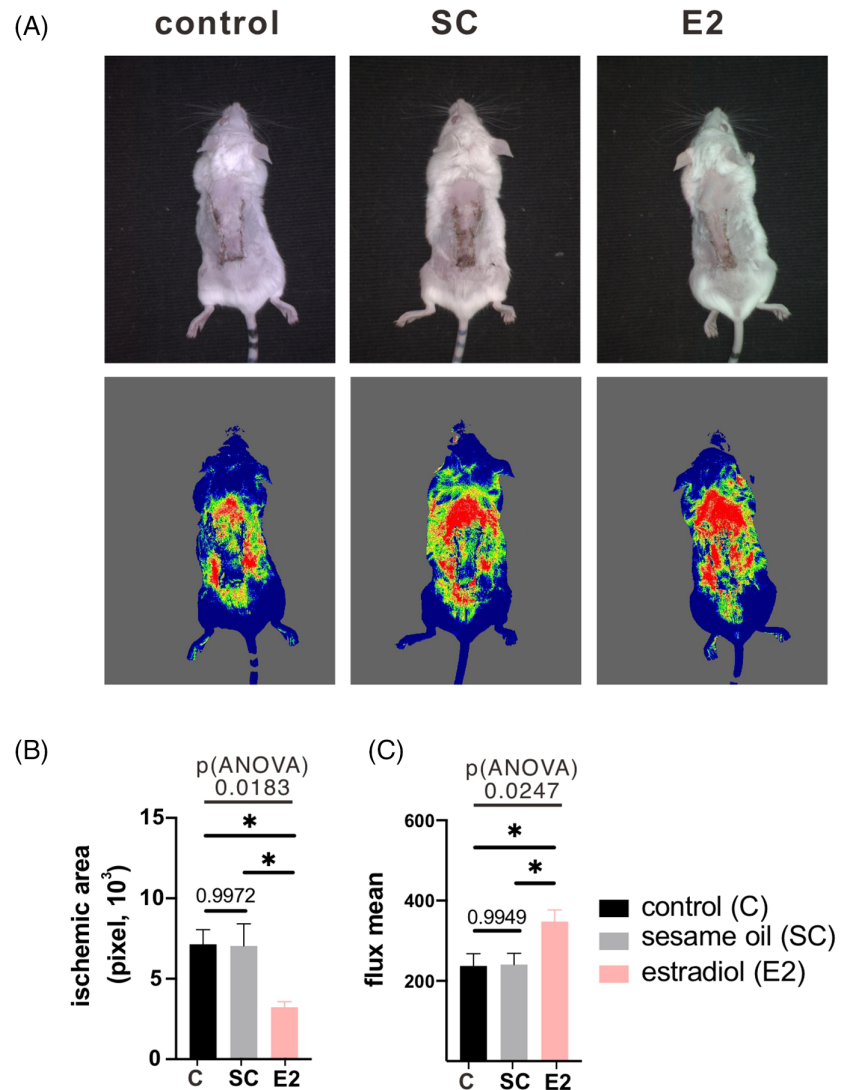 (A)
control SC E2
(B)
p(ANOVA)
0.0183
*
*
0.9972
15
10
5
0
ischemic area
(pixel, 10³)
C SC E2
(C)
p(ANOVA)
0.0247
*
*
0.9949
600
400
200
flux mean
C SC E2
control (C)
sesame oil (SC)
estradiol (E2)